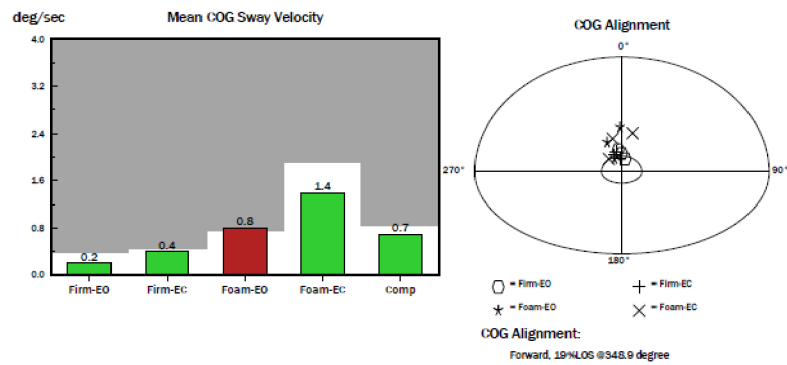 deg/sec
Mean COG Sway Velocity
4.0
3.2
2.4
1.6
0.8
0.0
0.2
0.4
0.8
1.4
0.7
Firm-EO
Firm-EC
Foam-EO
Foam-EC
Comp
COG Alignment
0°
270°
90°
180°
= Firm-EO
= Firm-EC
= Foam-EO
= Foam-EC
COG Alignment:
Forward, 19%LOS @348.9 degree